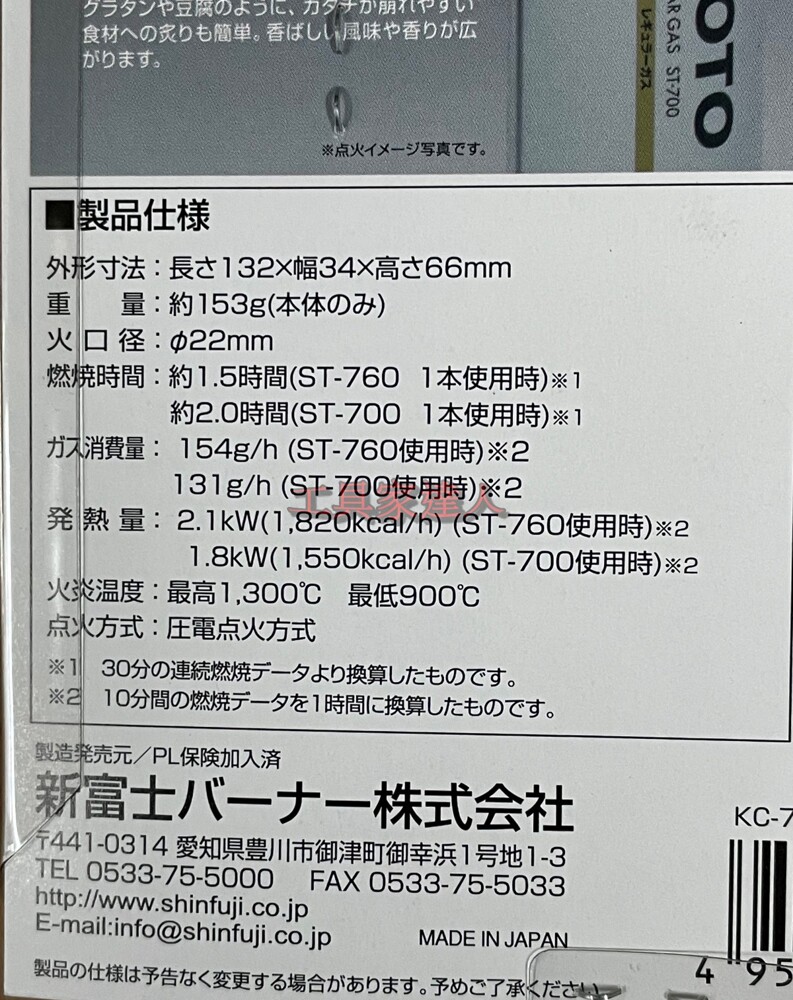 グラタンや豆腐のように、カタチが崩れやすい
食材への炙りも簡単。香ばしい風味や香りが広
がります。
OTO
AR GAS ST-700
レギュラーガス
※点火イメージ写真です。
■製品仕様
外形寸法：長さ132×幅34×高さ66mm
重　量：約153g(本体のみ)
火口径：φ22mm
燃焼時間：約1.5時間(ST-760 1本使用時)※1
約2.0時間(ST-700 1本使用時)※1
ガス消費量：154g/h (ST-760使用時)※2
131g/h (ST-700使用時)※2
工具家達人
発熱量：2.1kW(1,820kcal/h) (ST-760使用時)※2
1.8kW(1,550kcal/h) (ST-700使用時)※2
火炎温度：最高1,300℃　最低900℃
点火方式：圧電点火方式
※1　30分の連続燃焼データより換算したものです。
※2　10分間の燃焼データを1時間に換算したものです。
製造発売元／PL保険加入済
新富士バーナー株式会社
〒441-0314 愛知県豊川市御津町御幸浜1号地1-3
TEL 0533-75-5000　FAX 0533-75-5033
http://www.shinfuji.co.jp
E-mail:info@shinfuji.co.jp
MADE IN JAPAN
KC-7
4 95
製品の仕様は予告なく変更する場合があります。予めご了承ください。